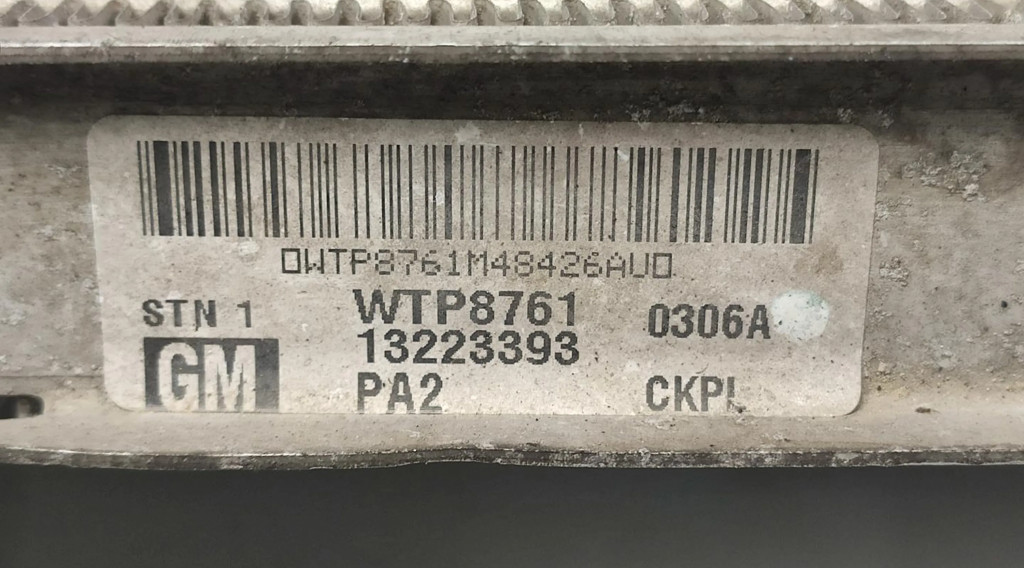 0WTP8761M48426AU0
STN 1 WTP8761 0306A
13223393
GM PA2 CKPL